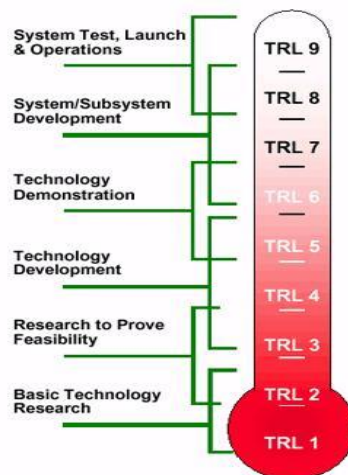 System Test, Launch
& Operations
System/Subsystem
Development
Technology
Demonstration
Technology
Development
Research to Prove
Feasibility
Basic Technology
Research
TRL 9
TRL 8
TRL 7
TRL 6
TRL 5
TRL 4
TRL 3
TRL 2
TRL 1